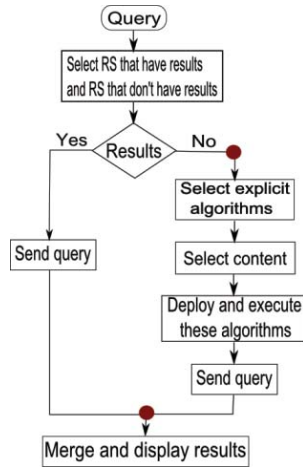 Query
Select RS that have results
and RS that don't have results
Yes
Results
No
Select explicit
algorithms
Send query
Select content
Deploy and execute
these algorithms
Send query
Merge and display results